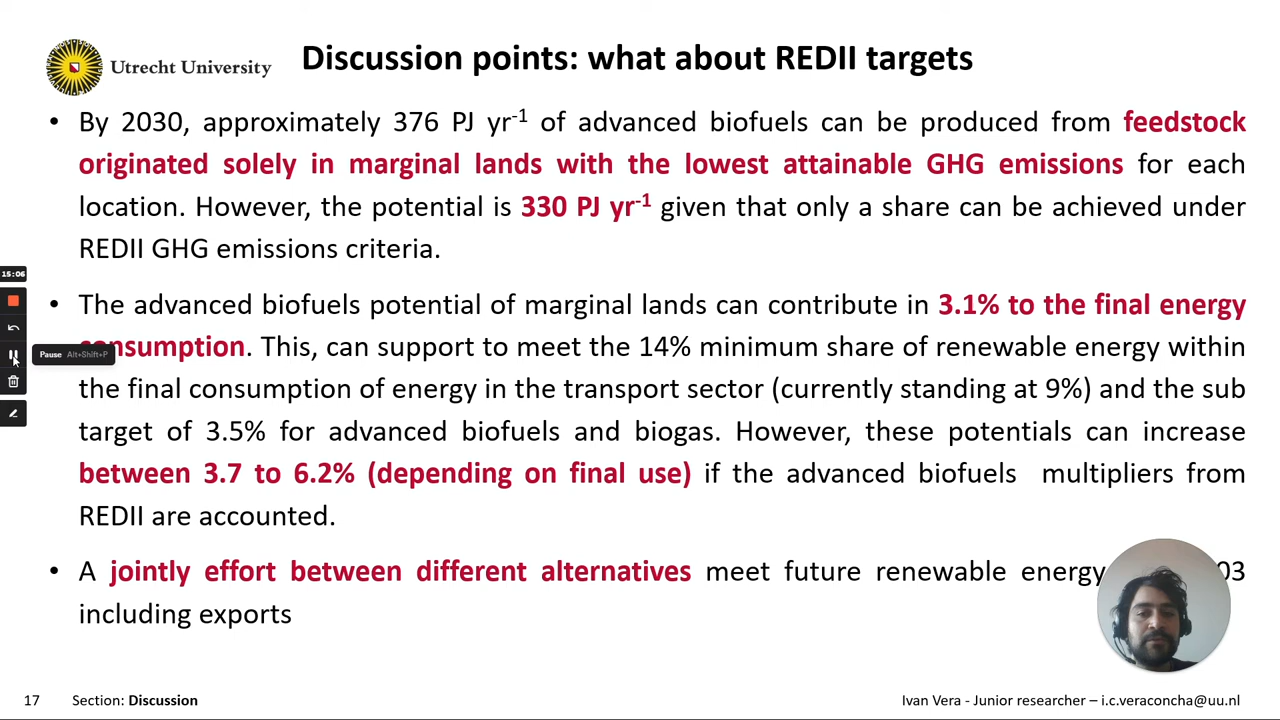 Utrecht University
Discussion points: what about REDII targets
• By 2030, approximately 376 PJ yr-1 of advanced biofuels can be produced from feedstock
originated solely in marginal lands with the lowest attainable GHG emissions for each
location. However, the potential is 330 PJ yr-1 given that only a share can be achieved under
REDII GHG emissions criteria.
• The advanced biofuels potential of marginal lands can contribute in 3.1% to the final energy
consumption. This, can support to meet the 14% minimum share of renewable energy within
the final consumption of energy in the transport sector (currently standing at 9%) and the sub
target of 3.5% for advanced biofuels and biogas. However, these potentials can increase
between 3.7 to 6.2% (depending on final use) if the advanced biofuels multipliers from
REDII are accounted.
• A jointly effort between different alternatives meet future renewable energy 03
including exports
15:06
Pause Alt+Shift+P
17 Section: Discussion
Ivan Vera - Junior researcher – i.c.veraconcha@uu.nl